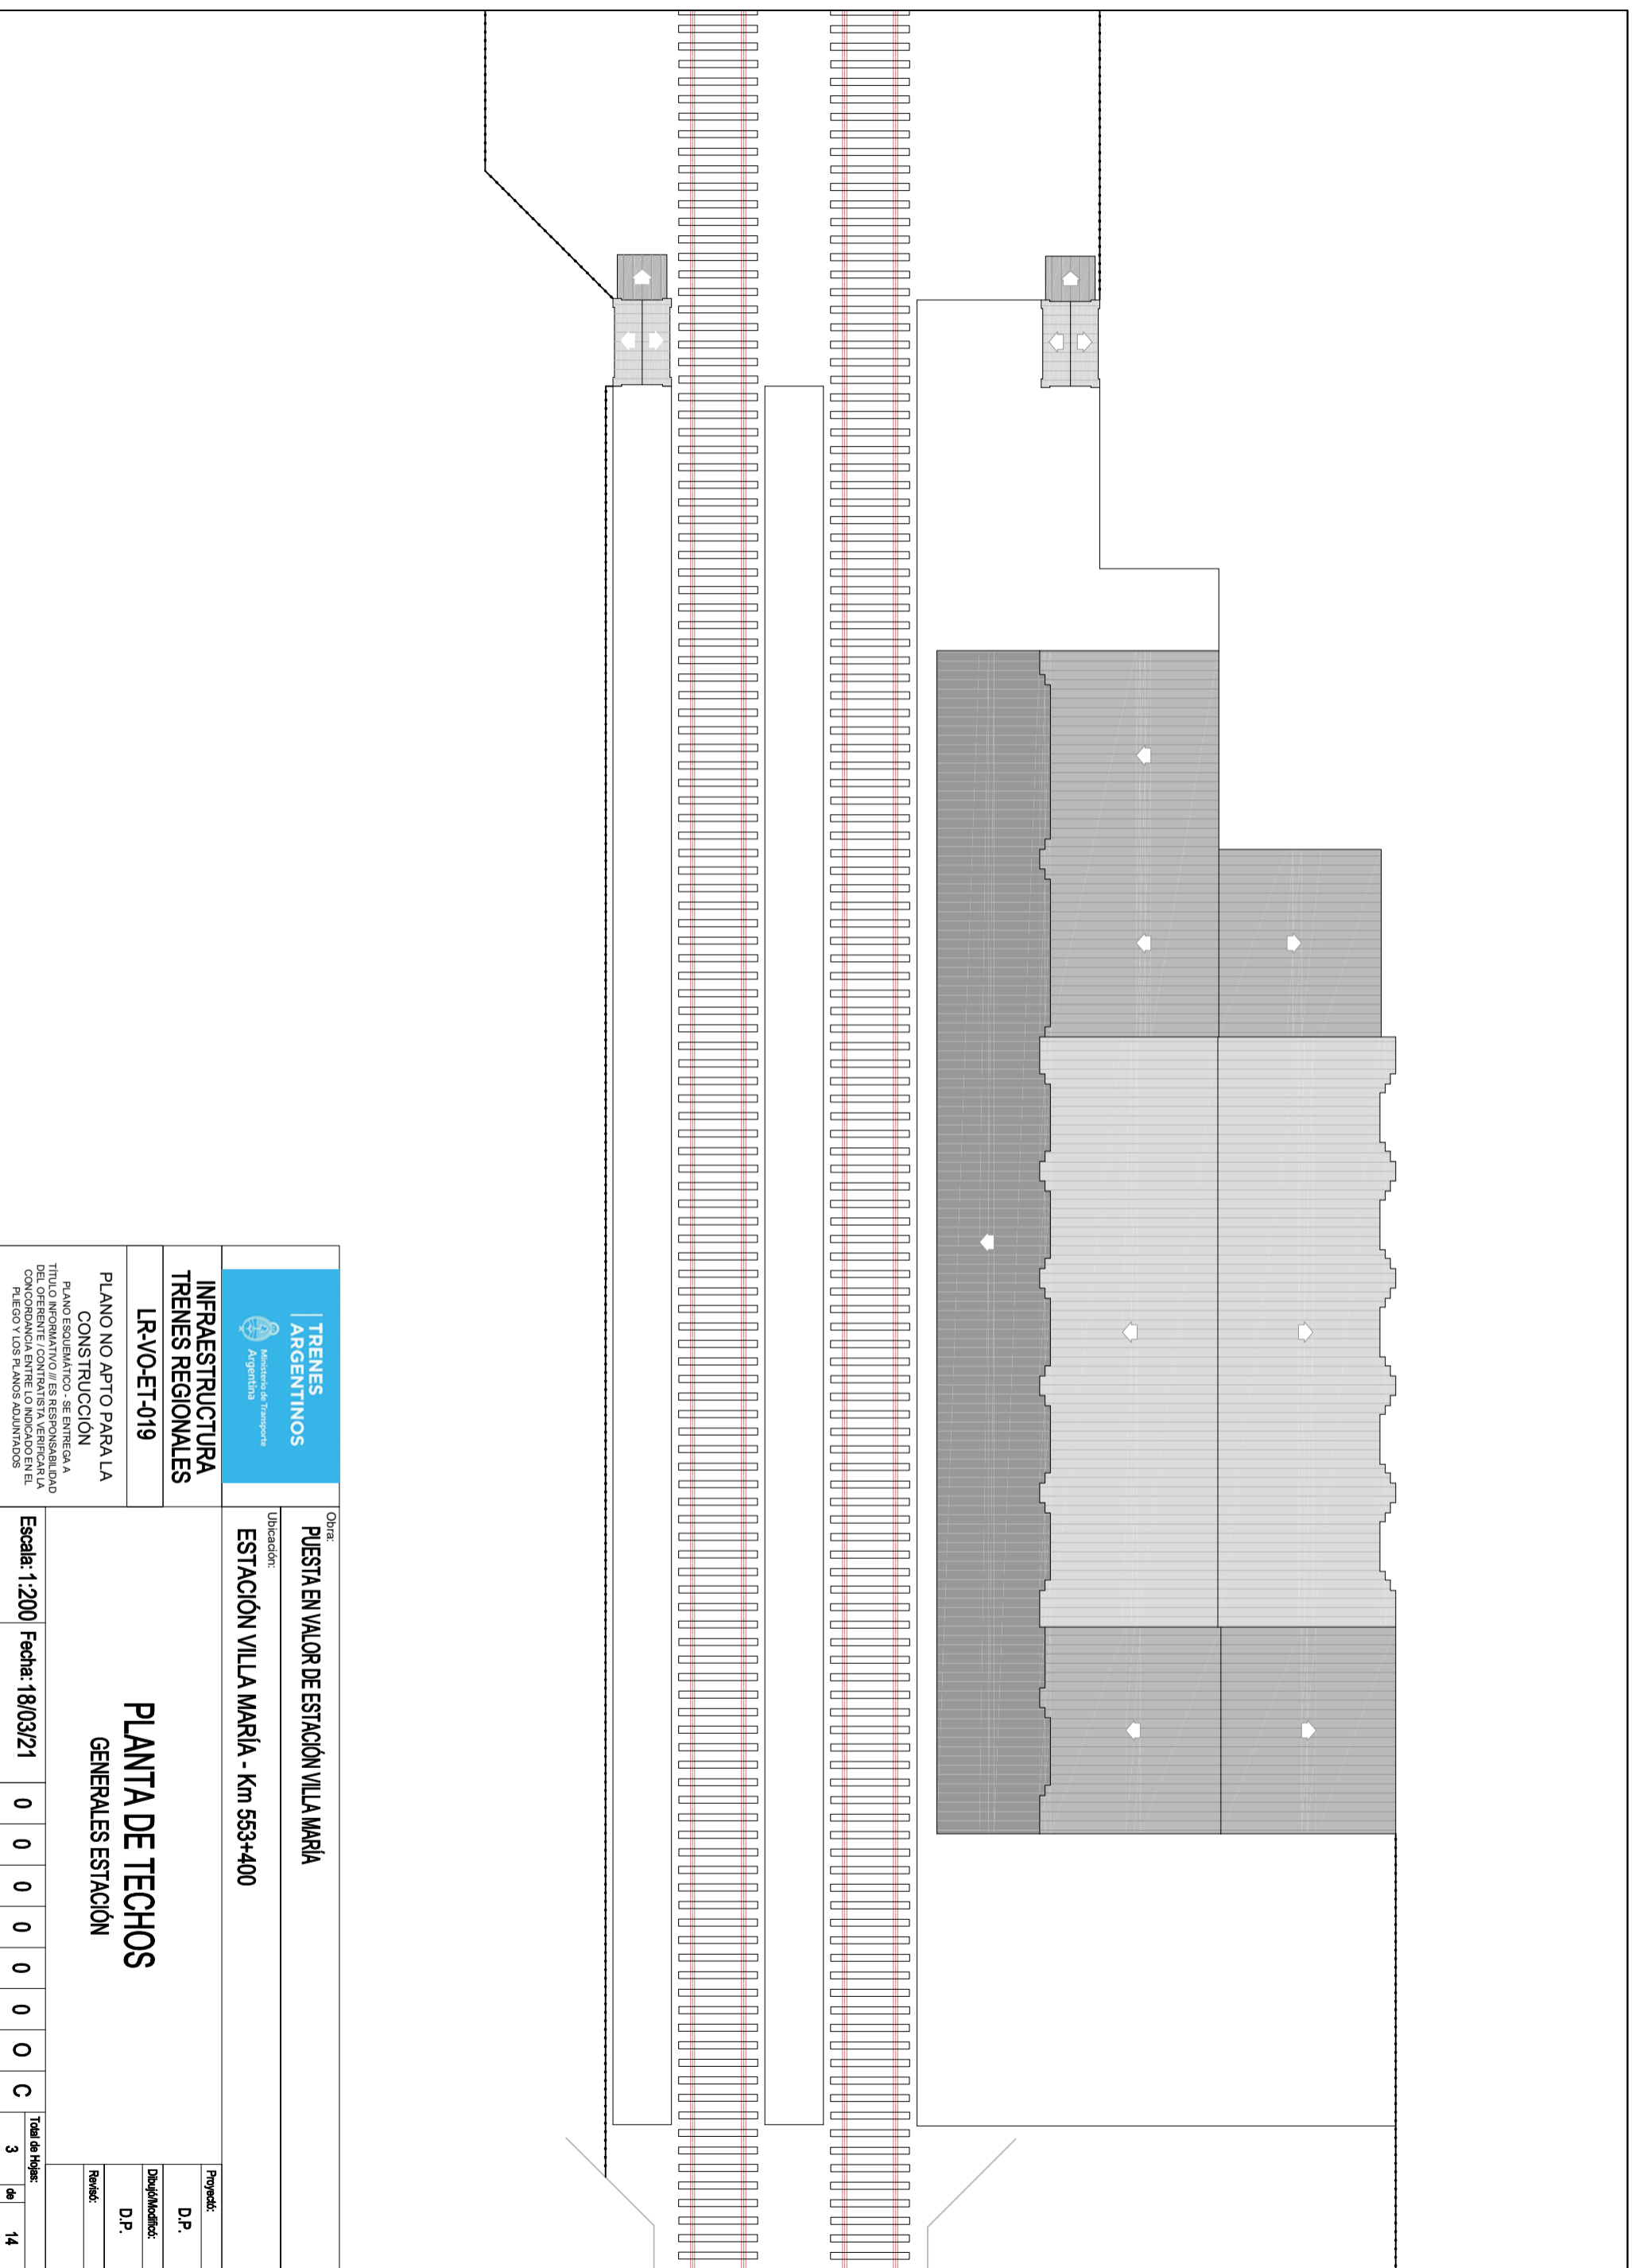 TRENES
ARGENTINOS
Ministerio de Transporte
Argentina
INFRAESTRUCTURA
TRENES REGIONALES
LR-VO-ET-019
PLANO NO APTO PARA LA
CONSTRUCCIÓN
PLANO ESQUEMÁTICO - SE ENTREGA A
TÍTULO INFORMATIVO /// ES RESPONSABILIDAD
DEL OFERENTE / CONTRATISTA VERIFICAR LA
CONCORDANCIA ENTRE LO INDICADO EN EL
PLIEGO Y LOS PLANOS ADJUNTADOS
Obra:
PUESTA EN VALOR DE ESTACIÓN VILLA MARÍA
Ubicación:
ESTACIÓN VILLA MARÍA - Km 553+400
PLANTA DE TECHOS
GENERALES ESTACIÓN
Proyectó:
D.P.
Dibujó/Modificó:
D.P.
Revisó:
Escala: 1:200 Fecha: 18/03/21 0 0 0 0 0 0 O C
Total de Hojas:
3 de 14